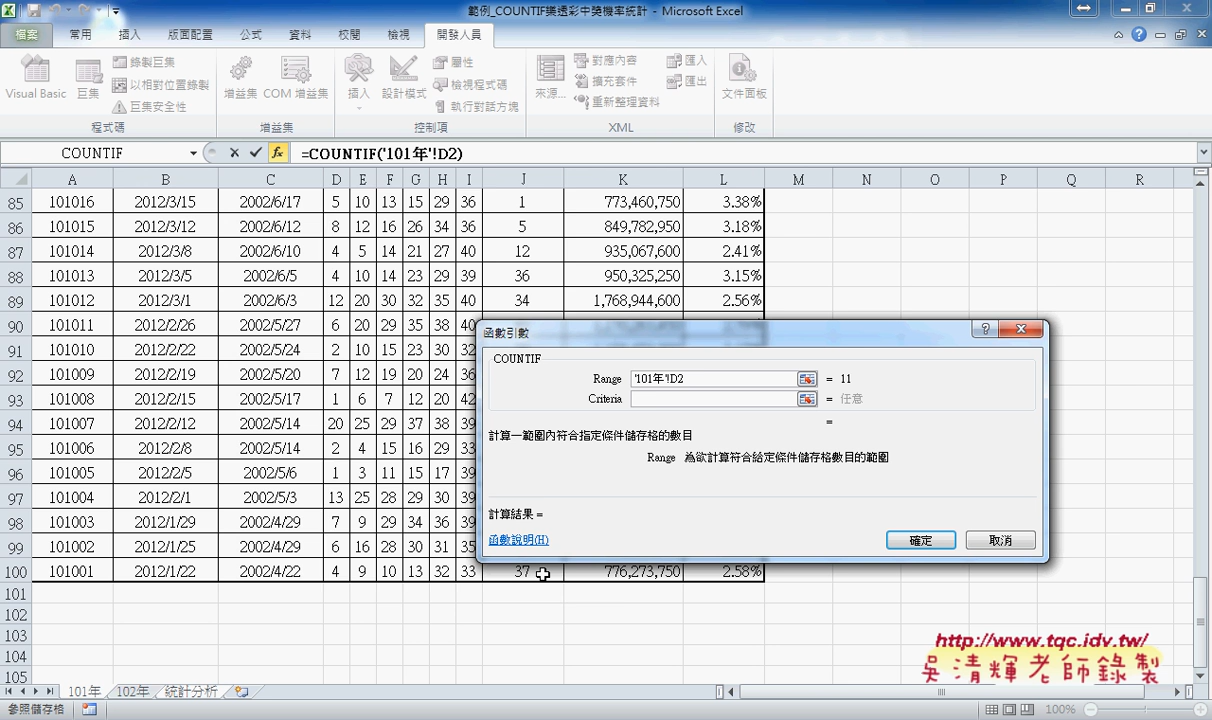 範例_COUNTIF樂透彩中獎機率統計 - Microsoft Excel
檔案 常用 插入 版面配置 公式 資料 校閱 檢視 開發人員
Visual Basic 巨集 錄製巨集 以相對位置錄製 巨集安全性 程式碼
增益集 COM 增益集 增益集
插入 設計模式 屬性 檢視程式碼 執行對話方塊 控制項
來源... 對應內容 擴充套件 重新整理資料 匯入 匯出 XML
文件面板 修改
COUNTIF =COUNTIF('101年'!D2)
A B C D E F G H I J K L M N O P Q R
85 101016 2012/3/15 2002/6/17 5 10 13 15 29 36 1 773,460,750 3.38%
86 101015 2012/3/12 2002/6/12 8 12 16 26 34 36 5 849,782,950 3.18%
87 101014 2012/3/8 2002/6/10 4 5 14 21 27 40 12 935,067,600 2.41%
88 101013 2012/3/5 2002/6/5 4 10 14 23 29 39 36 950,325,250 3.15%
89 101012 2012/3/1 2002/6/3 12 20 30 32 35 40 34 1,768,944,600 2.56%
90 101011 2012/2/26 2002/5/27 6 20 29 35 38 40
91 101010 2012/2/22 2002/5/24 2 10 15 23 30 32
92 101009 2012/2/19 2002/5/20 7 12 19 20 24 36
93 101008 2012/2/15 2002/5/17 1 6 7 12 20 42
94 101007 2012/2/12 2002/5/14 20 25 29 37 38 39
95 101006 2012/2/8 2002/5/14 2 4 15 16 29 33
96 101005 2012/2/5 2002/5/6 1 3 11 15 17 39
97 101004 2012/2/1 2002/5/3 13 25 28 29 30 39
98 101003 2012/1/29 2002/4/29 7 9 29 34 36 39
99 101002 2012/1/25 2002/4/29 6 16 28 30 31 35
100 101001 2012/1/22 2002/4/22 4 9 10 13 32 33 37 776,273,750 2.58%
101
102
103
104
105
函數引數
COUNTIF
Range '101年'!D2 = 11
Criteria = 任意
=
計算一範圍內符合指定條件儲存格的數目
Range 為欲計算符合給定條件儲存格數目的範圍
計算結果 =
函數說明(H) 確定 取消
http://www.tqc.idv.tw/
吳清輝老師錄製
101年 102年 統計分析
參照儲存格 100%